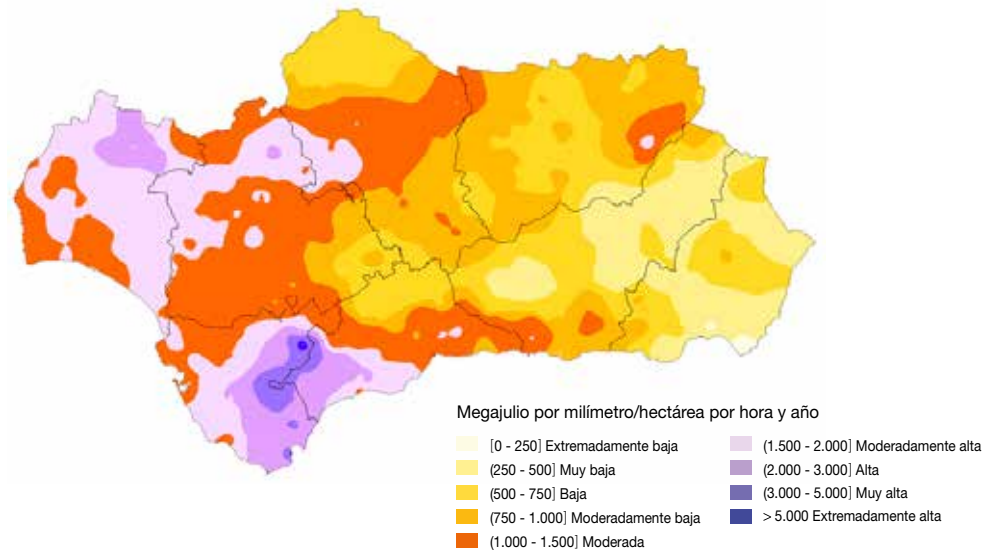 Megajulio por milímetro/hectárea por hora y año
[0 - 250] Extremadamente baja
(250 - 500] Muy baja
(500 - 750] Baja
(750 - 1.000] Moderadamente baja
(1.000 - 1.500] Moderada
(1.500 - 2.000] Moderadamente alta
(2.000 - 3.000] Alta
(3.000 - 5.000] Muy alta
> 5.000 Extremadamente alta